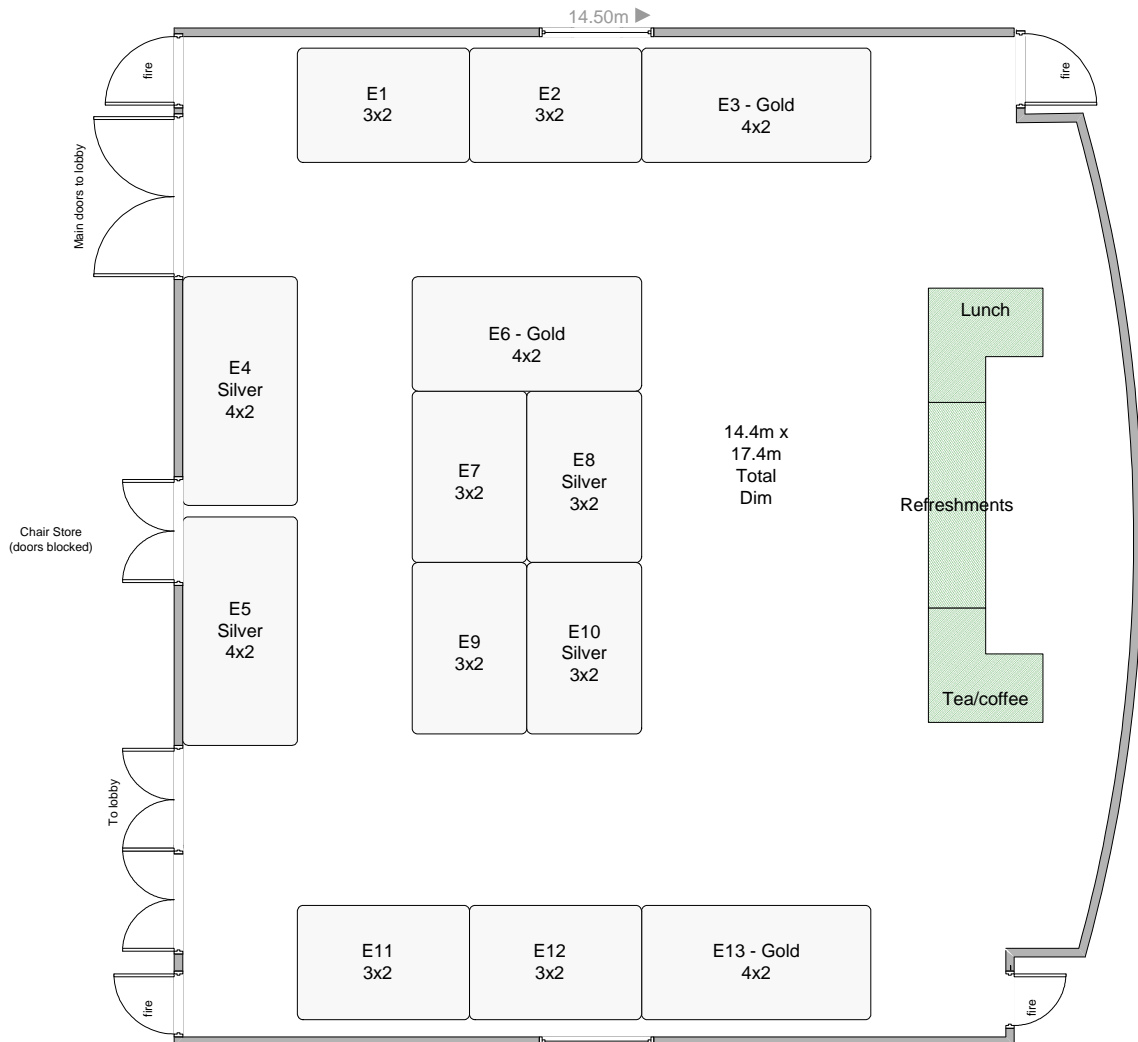 14.50m
fire
fire
Main doors to lobby
E1
3x2
E2
3x2
E3 - Gold
4x2
E4
Silver
4x2
E6 - Gold
4x2
Lunch
E7
3x2
E8
Silver
3x2
14.4m x
17.4m
Total
Dim
Refreshments
Chair Store
(doors blocked)
E5
Silver
4x2
E9
3x2
E10
Silver
3x2
Tea/coffee
To lobby
E11
3x2
E12
3x2
E13 - Gold
4x2
fire
fire